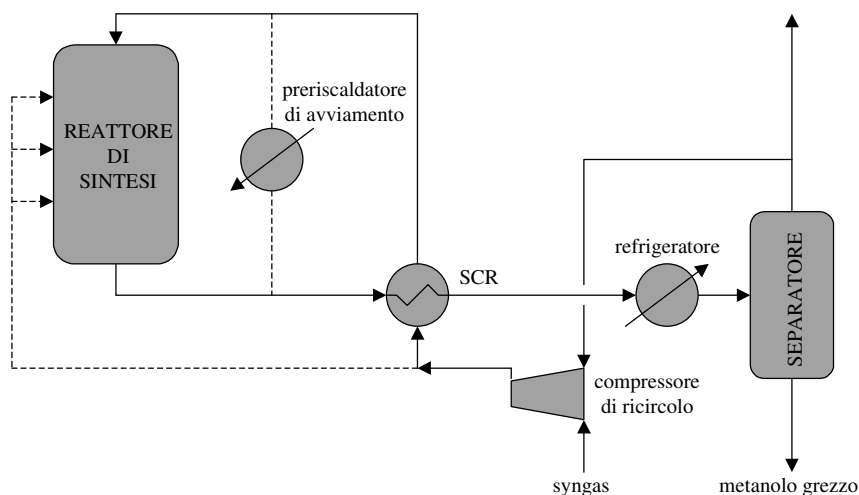 preriscaldatore
di avviamento
REATTORE
DI
SINTESI
SCR
refrigeratore
SEPARATORE
compressore
di ricircolo
syngas
metanolo grezzo